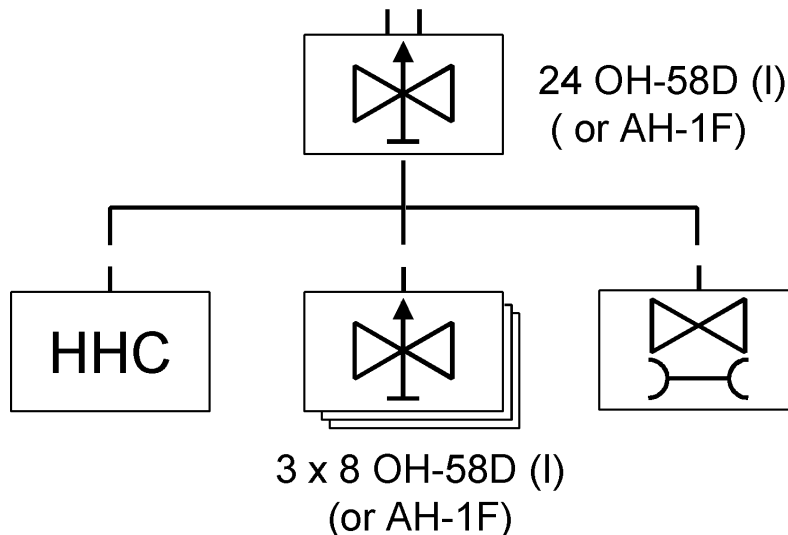 24 OH-58D (I)
( or AH-1F)
HHC
3 x 8 OH-58D (I)
(or AH-1F)